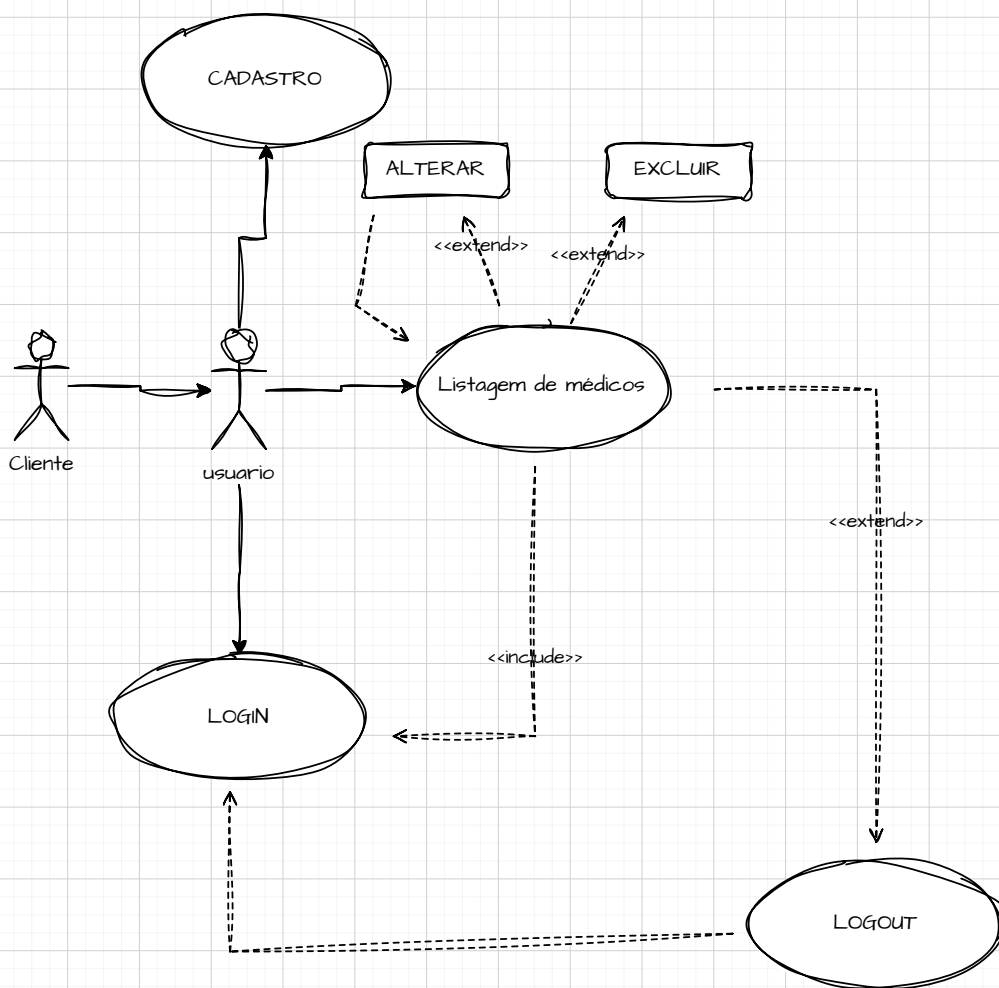 CADASTRO
ALTERAR
EXCLUIR
<<extend>>
<<extend>>
Listagem de médicos
Cliente
usuario
<<extend>>
<<include>>
LOGIN
LOGOUT